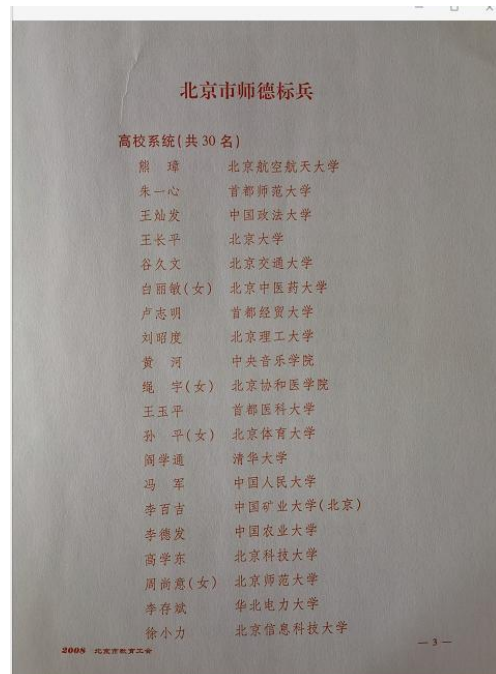 北京市师德标兵
高校系统(共30名)
熊 璋 北京航空航天大学
朱一心 首都师范大学
王灿发 中国政法大学
王长平 北京大学
谷久文 北京交通大学
白丽敏(女) 北京中医药大学
卢志明 首都经贸大学
刘昭度 北京理工大学
黄 河 中央音乐学院
绳 宇(女) 北京协和医学院
王玉平 首都医科大学
孙 平(女) 北京体育大学
阎学通 清华大学
冯 军 中国人民大学
李百吉 中国矿业大学(北京)
李德发 中国农业大学
高学东 北京科技大学
周尚意(女) 北京师范大学
李存斌 华北电力大学
徐小力 北京信息科技大学
2008 北京市教育工会
— 3 —